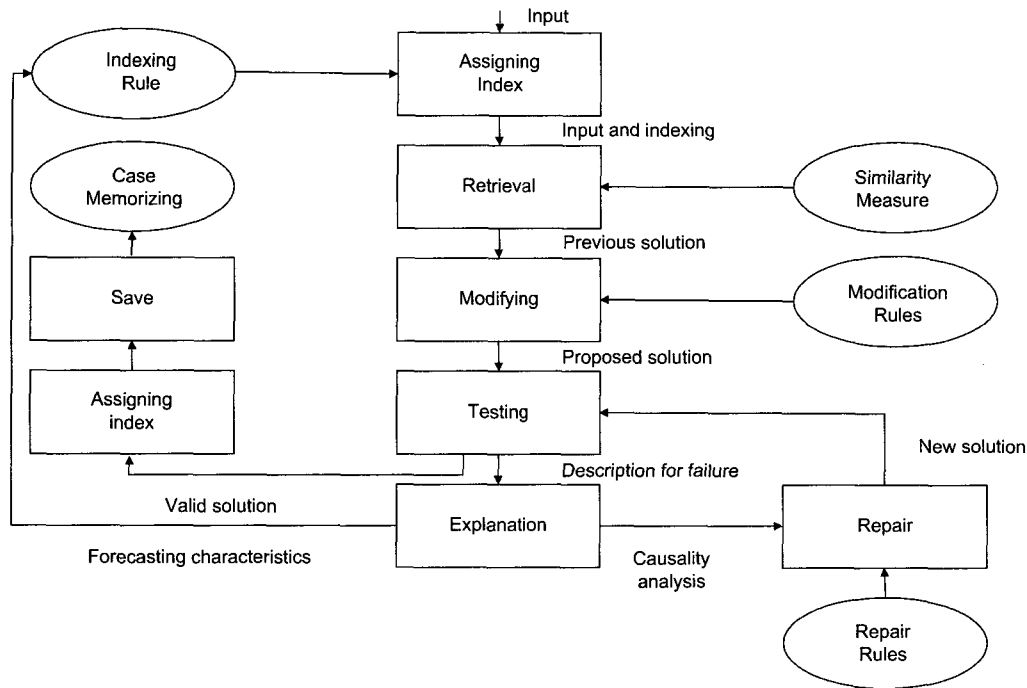 Input
Indexing
Rule
Assigning
Index
Input and indexing
Case
Memorizing
Retrieval
Similarity
Measure
Previous solution
Save
Modifying
Modification
Rules
Proposed solution
Assigning
index
Testing
New solution
Description for failure
Valid solution
Explanation
Repair
Forecasting characteristics
Causality
analysis
Repair
Rules